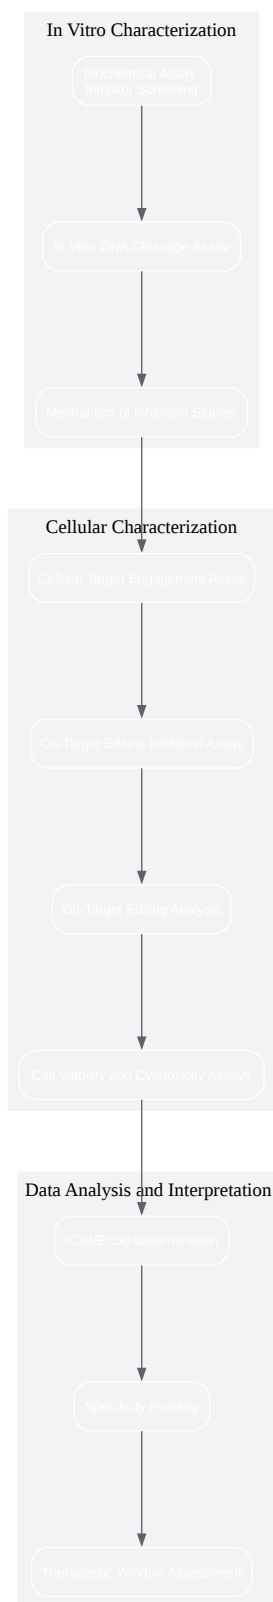 In Vitro Characterization
Biochemical Assay:
Inhibitor Screening
In Vitro DNA Cleavage Assay
Mechanism of Inhibition Studies
Cellular Characterization
Cellular Target Engagement Assay
On-Target Editing Inhibition Assay
Off-Target Editing Analysis
Cell Viability and Cytotoxicity Assays
Data Analysis and Interpretation
IC50/EC50 Determination
Specificity Profiling
Therapeutic Window Assessment